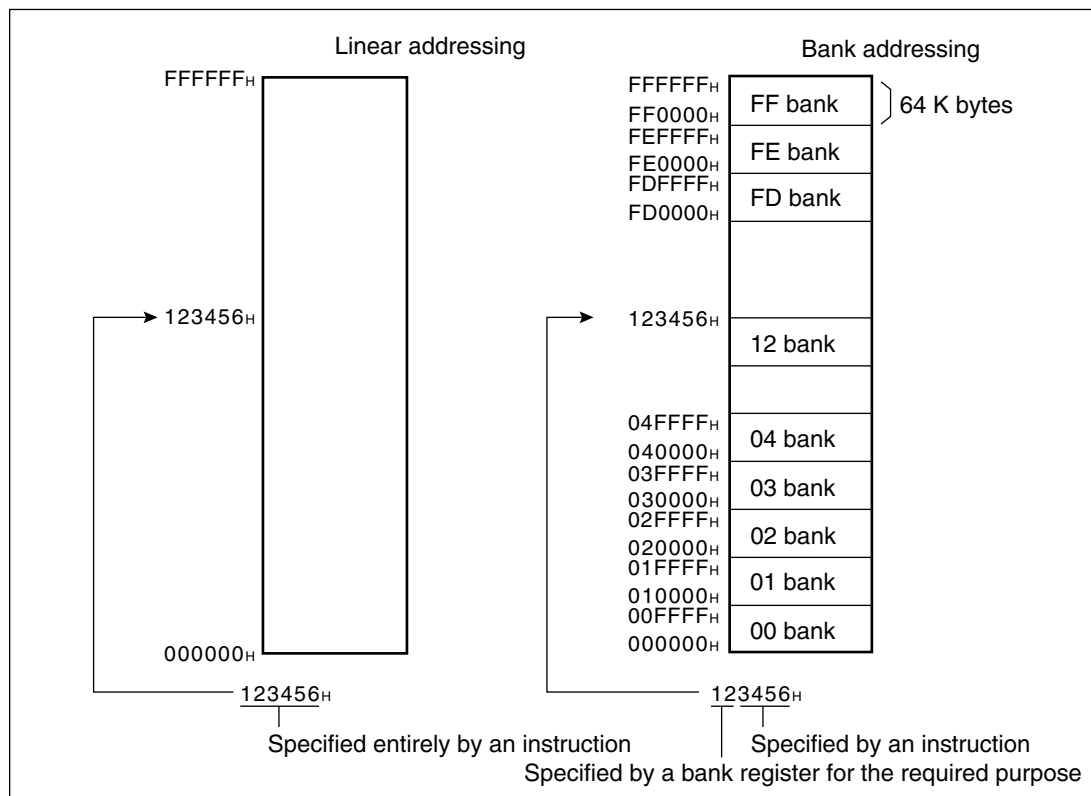 Linear addressing
FFFFFFH
123456H
000000H
123456H
Specified entirely by an instruction
Bank addressing
FFFFFFH
FF bank
64 K bytes
FF0000H
FEFFFFH
FE bank
FE0000H
FDFFFFH
FD bank
FD0000H
123456H
12 bank
04FFFFH
04 bank
040000H
03FFFFH
03 bank
030000H
02FFFFH
02 bank
020000H
01FFFFH
01 bank
010000H
00FFFFH
00 bank
000000H
123456H
Specified by an instruction
Specified by a bank register for the required purpose